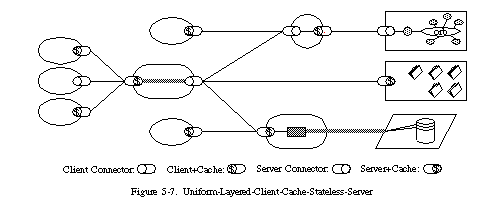 Client Connector: Client+Cache: Server Connector: Server+Cache:
Figure 5-7. Uniform-Layered-Client-Cache-Stateless-Server